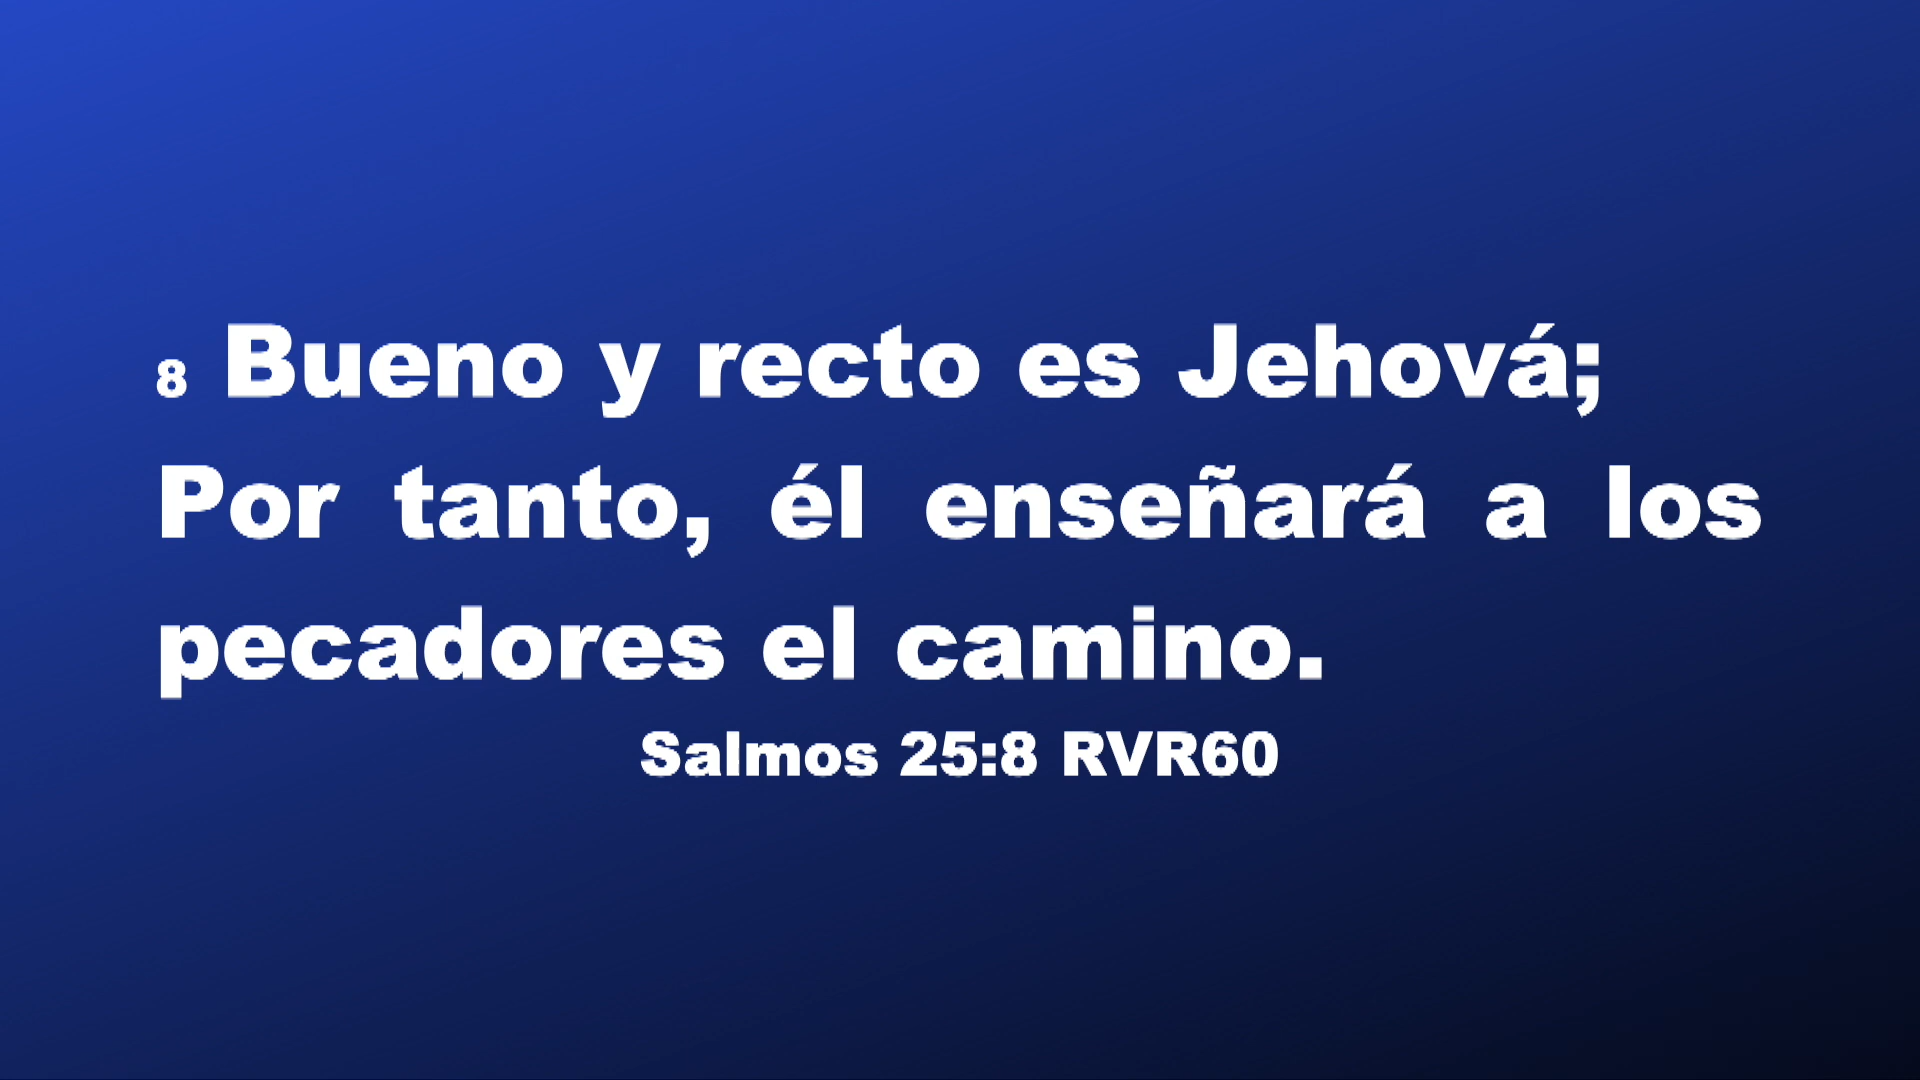 8 Bueno y recto es Jehová;
Por tanto, él enseñará a los
pecadores el camino.
Salmos 25:8 RVR60